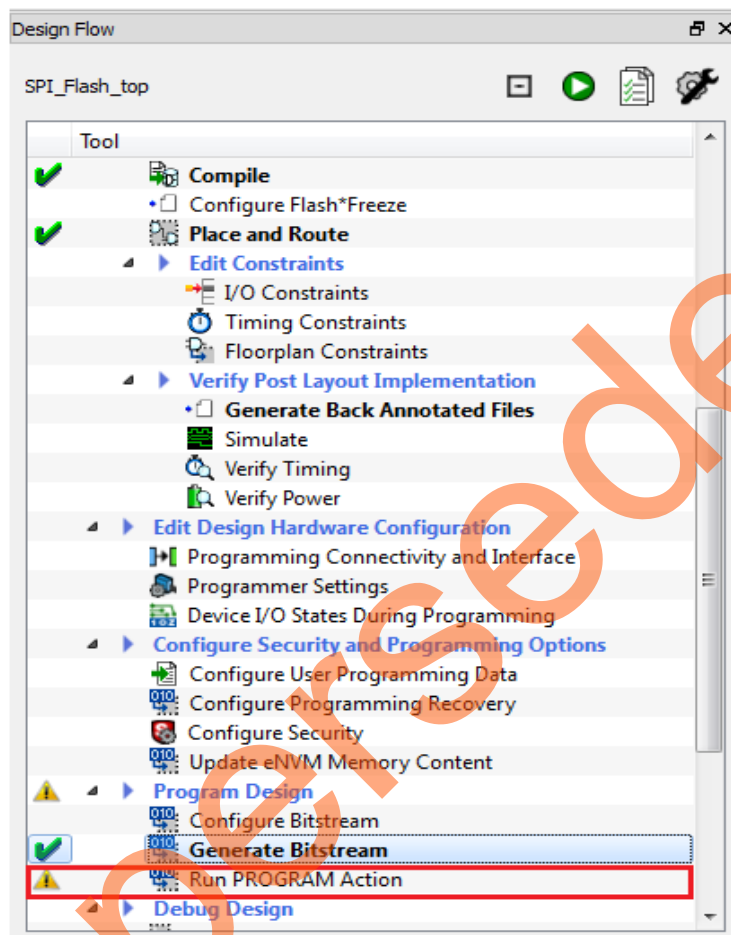 Design Flow
SPI_Flash_top
Tool
Compile
Configure Flash*Freeze
Place and Route
Edit Constraints
I/O Constraints
Timing Constraints
Floorplan Constraints
Verify Post Layout Implementation
Generate Back Annotated Files
Simulate
Verify Timing
Verify Power
Edit Design Hardware Configuration
Programming Connectivity and Interface
Programmer Settings
Device I/O States During Programming
Configure Security and Programming Options
Configure User Programming Data
Configure Programming Recovery
Configure Security
Update eNVM Memory Content
Program Design
Configure Bitstream
Generate Bitstream
Run PROGRAM Action
Debug Design